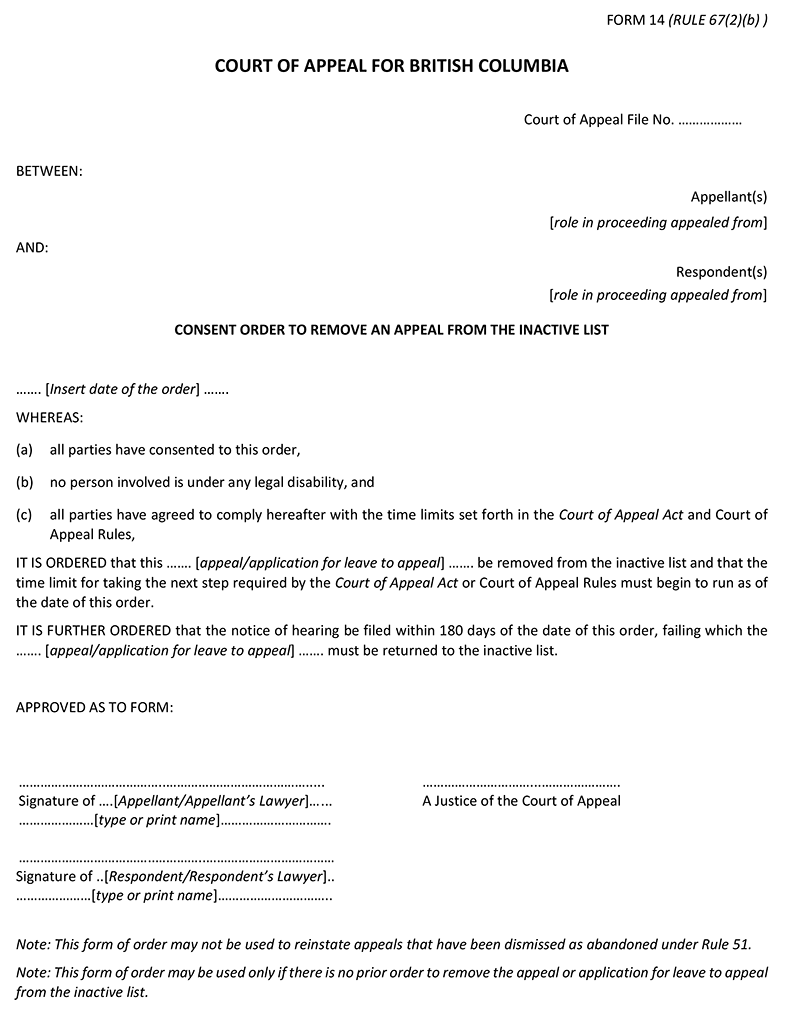 FORM 14 (RULE 67(2)(b) )
COURT OF APPEAL FOR BRITISH COLUMBIA
Court of Appeal File No. ………………
BETWEEN:
Appellant(s)
[role in proceeding appealed from]
AND:
Respondent(s)
[role in proceeding appealed from]
CONSENT ORDER TO REMOVE AN APPEAL FROM THE INACTIVE LIST
……. [Insert date of the order] …….
WHEREAS:
(a) all parties have consented to this order,
(b) no person involved is under any legal disability, and
(c) all parties have agreed to comply hereafter with the time limits set forth in the Court of Appeal Act and Court of
Appeal Rules,
IT IS ORDERED that this ……. [appeal/application for leave to appeal] ……. be removed from the inactive list and that the
time limit for taking the next step required by the Court of Appeal Act or Court of Appeal Rules must begin to run as of
the date of this order.
IT IS FURTHER ORDERED that the notice of hearing be filed within 180 days of the date of this order, failing which the
……. [appeal/application for leave to appeal] ……. must be returned to the inactive list.
APPROVED AS TO FORM:
………………………………………………………………………..... …………………………...………………….
Signature of ….[Appellant/Appellant’s Lawyer]…... A Justice of the Court of Appeal
…………………[type or print name]………………………….
……………………………………………..………………………………
Signature of ..[Respondent/Respondent’s Lawyer]..
…………………[type or print name]…………………………..
Note: This form of order may not be used to reinstate appeals that have been dismissed as abandoned under Rule 51.
Note: This form of order may be used only if there is no prior order to remove the appeal or application for leave to appeal
from the inactive list.